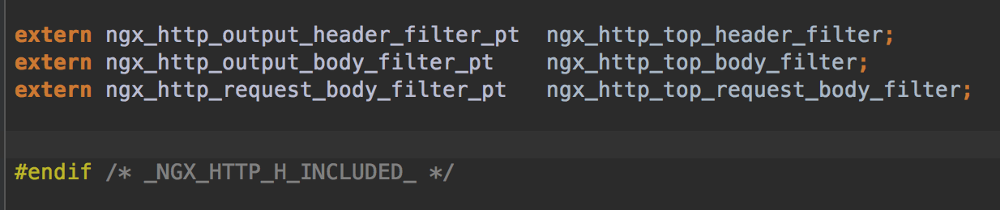 extern ngx_http_output_header_filter_pt  ngx_http_top_header_filter;
extern ngx_http_output_body_filter_pt    ngx_http_top_body_filter;
extern ngx_http_request_body_filter_pt   ngx_http_top_request_body_filter;
#endif /* _NGX_HTTP_H_INCLUDED_ */